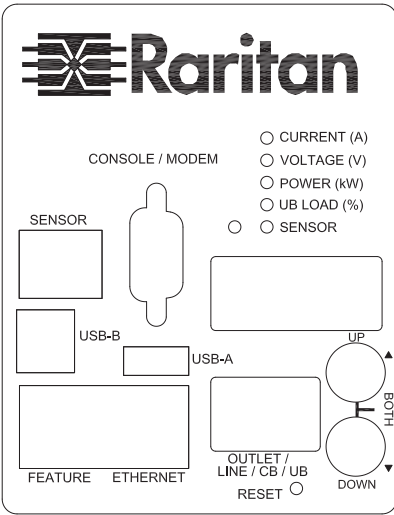 Raritan
CURRENT (A)
CONSOLE / MODEM
VOLTAGE (V)
POWER (kW)
UB LOAD (%)
SENSOR
SENSOR
UP
USB-B
USB-A
BOTH
FEATURE
ETHERNET
OUTLET /
LINE / CB / UB
DOWN
RESET